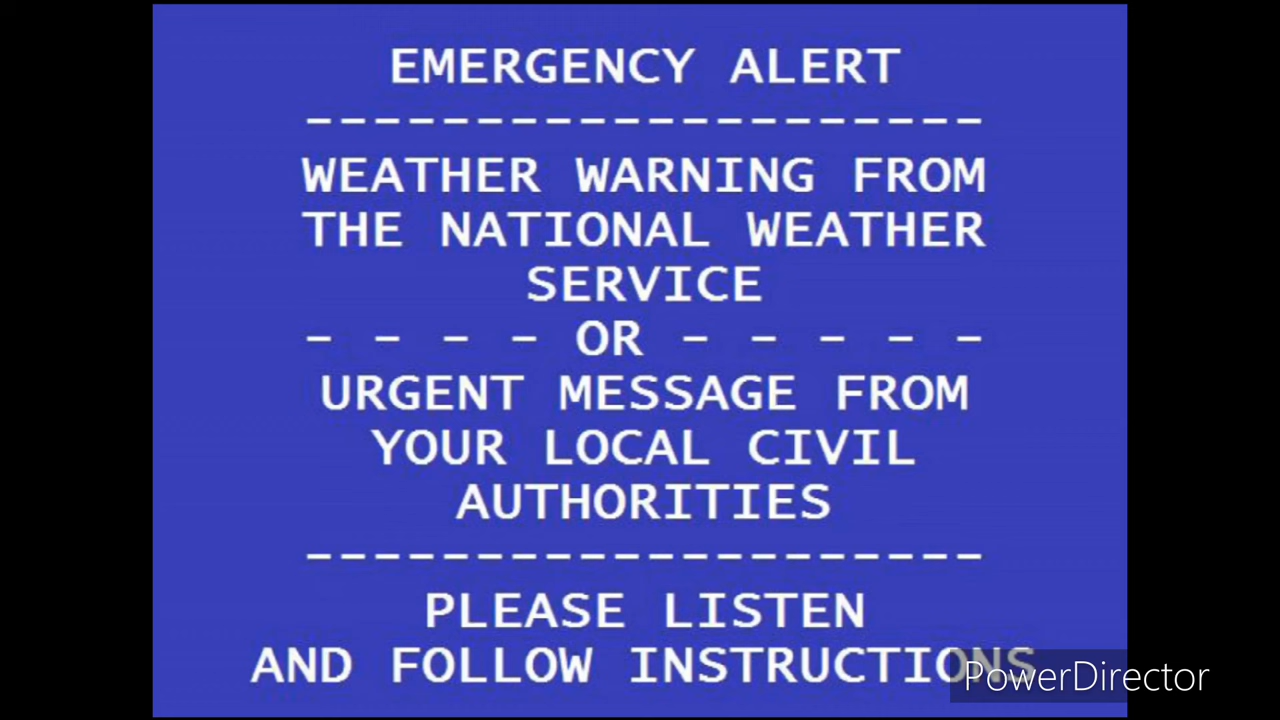 EMERGENCY ALERT
--------------------
WEATHER WARNING FROM
THE NATIONAL WEATHER
SERVICE
- - - - OR - - - - -
URGENT MESSAGE FROM
YOUR LOCAL CIVIL
AUTHORITIES
--------------------
PLEASE LISTEN
AND FOLLOW INSTRUCTIONS
PowerDirector